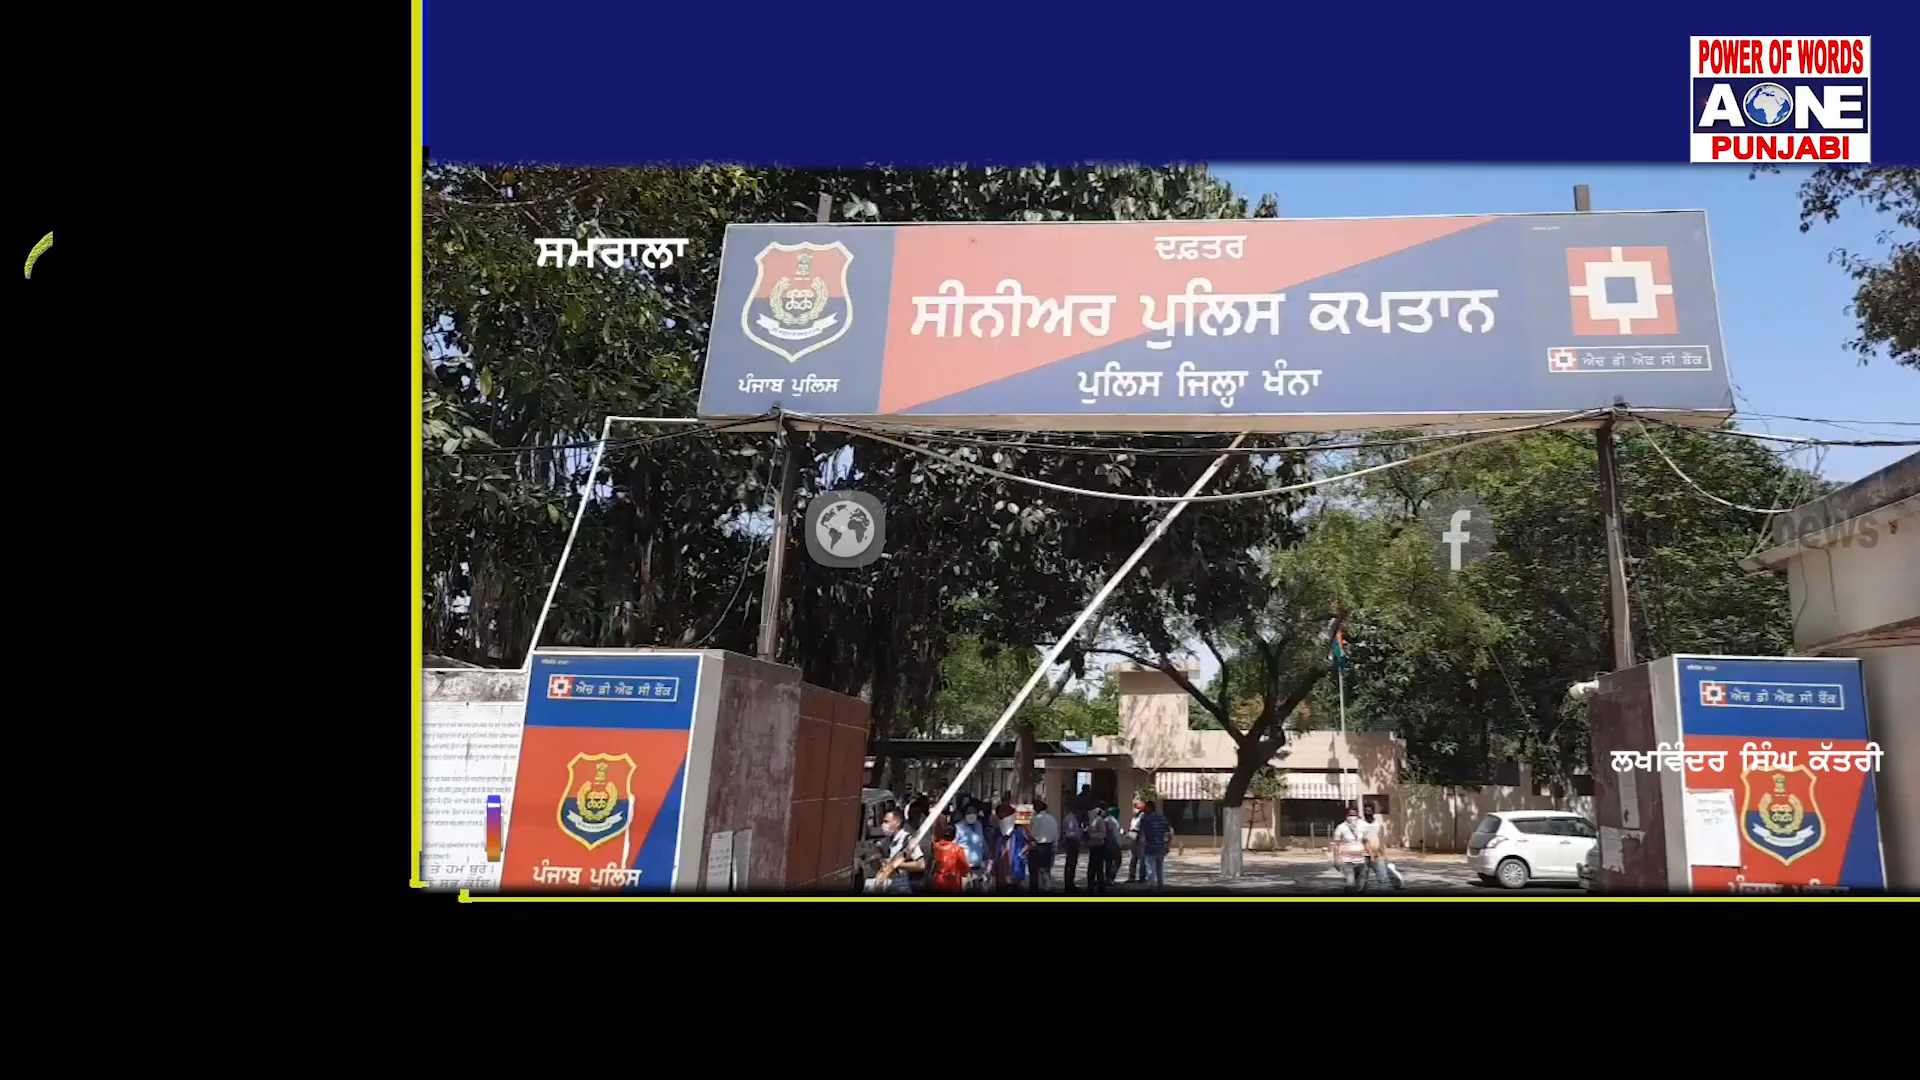 POWER OF WORDS
AONE
PUNJABI
ਸਮਰਾਲਾ
ਦਫ਼ਤਰ
ਸੀਨੀਅਰ ਪੁਲਿਸ ਕਪਤਾਨ
ਪੁਲਿਸ ਜਿਲ੍ਹਾ ਖੰਨਾ
ਪੰਜਾਬ ਪੁਲਿਸ
ਐਚ ਡੀ ਐਫ ਸੀ ਬੈਂਕ
news
ਐਚ ਡੀ ਐਫ ਸੀ ਬੈਂਕ
ਪੰਜਾਬ ਪੁਲਿਸ
ਐਚ ਡੀ ਐਫ ਸੀ ਬੈਂਕ
ਲਖਵਿੰਦਰ ਸਿੰਘ ਕੱਤਰੀ
ਪੰਜਾਬ ਪੁਲਿਸ